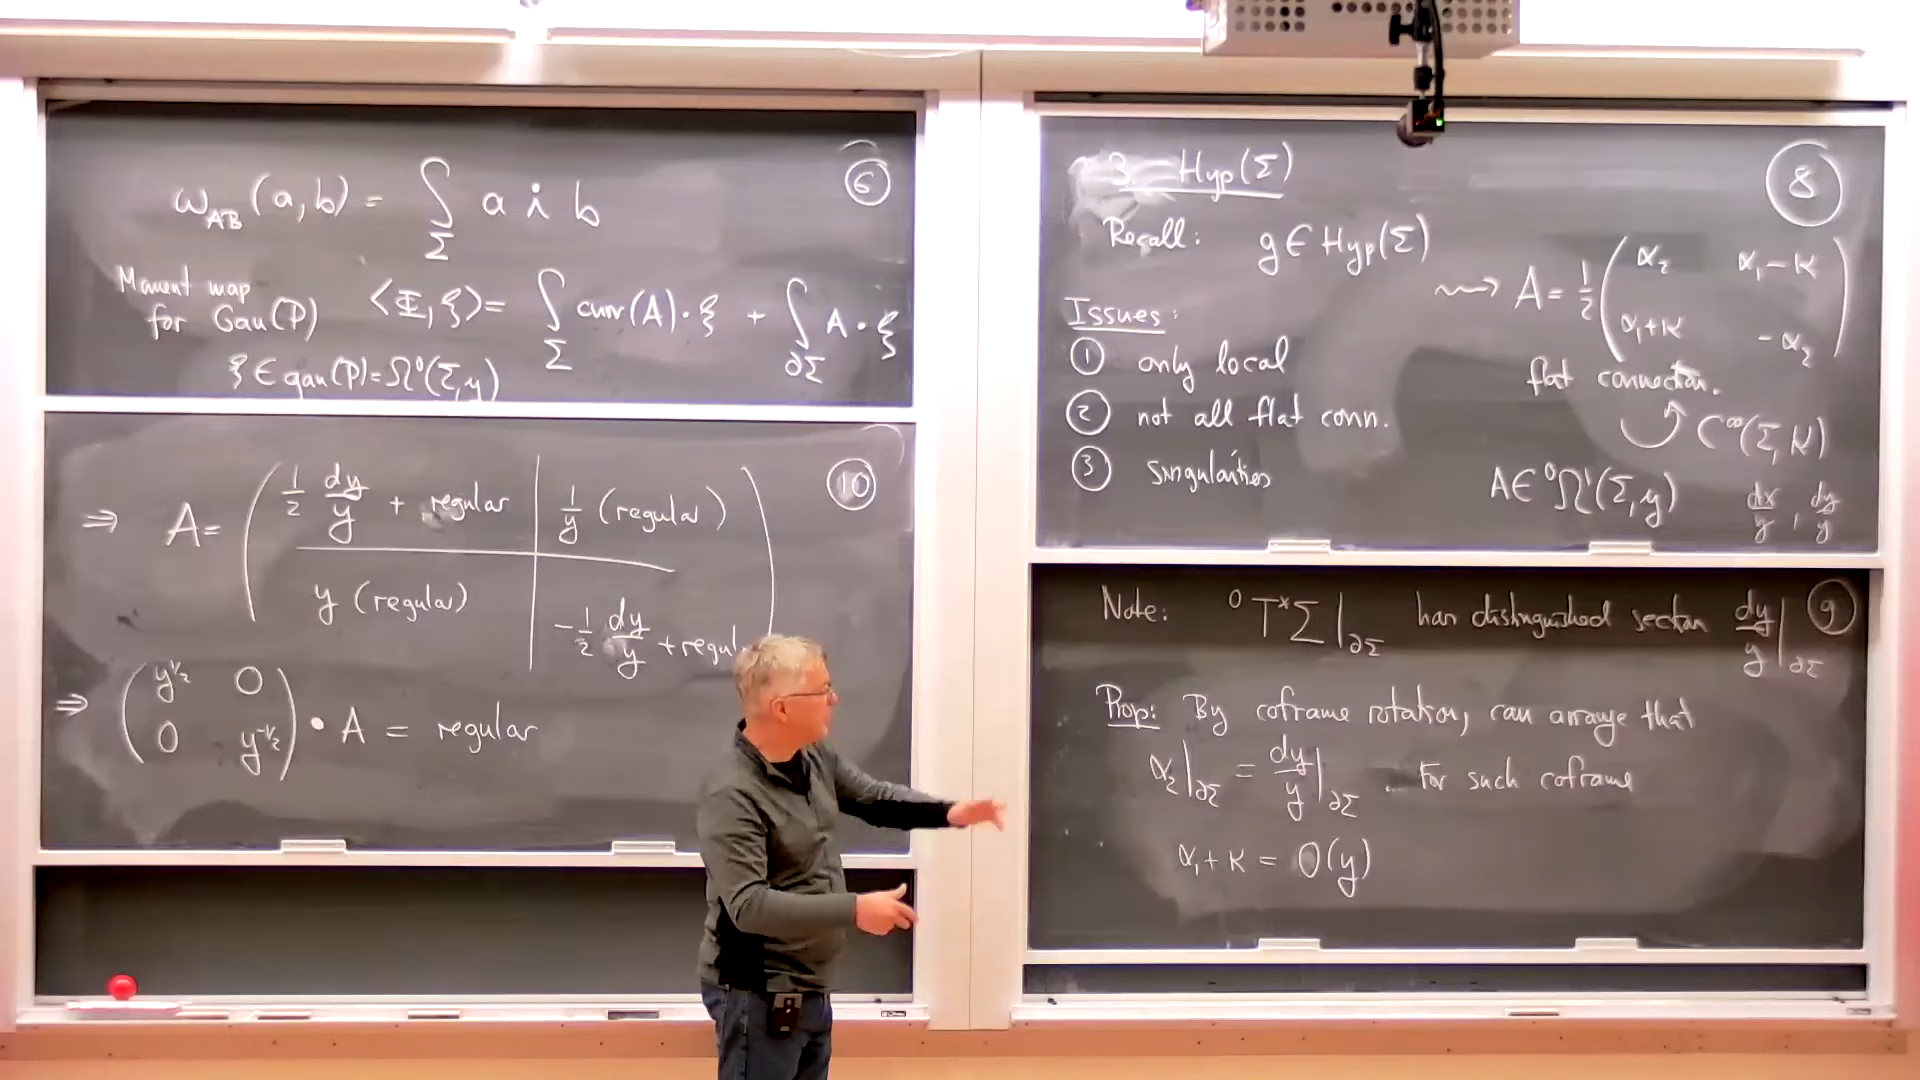 ⑥
ω_AB (a, b) = ∫_Σ a ∧̇ b
Moment map for Gau(P) ⟨Φ, ξ⟩ = ∫_Σ curv(A)·ξ + ∫_∂Σ A·ξ
ξ ∈ gau(P) = Ω⁰(Σ, g)
⑩
⇒ A = ( ½ dy/y + regular | 1/y (regular)
y (regular) | -½ dy/y + regul )
⇒ ( y^{1/2} 0
0 y^{-1/2} ) • A = regular
⑧
3. Hyp(Σ)
Recall: g ∈ Hyp(Σ) ⇝ A = ½ ( α₂ α₁-κ
α₁+κ -α₂ )
flat connection.
C^∞(Σ, K)
A ∈ ⁰Ω¹(Σ, g) dx/y, dy/y
Issues:
① only local
② not all flat conn.
③ singularities
⑨
Note: ⁰T*Σ|_∂Σ has distinguished section dy/y|_∂Σ
Prop: By coframe rotation, can arrange that
α₂|_∂Σ = dy/y|_∂Σ. For such coframe
α₁+κ = O(y)